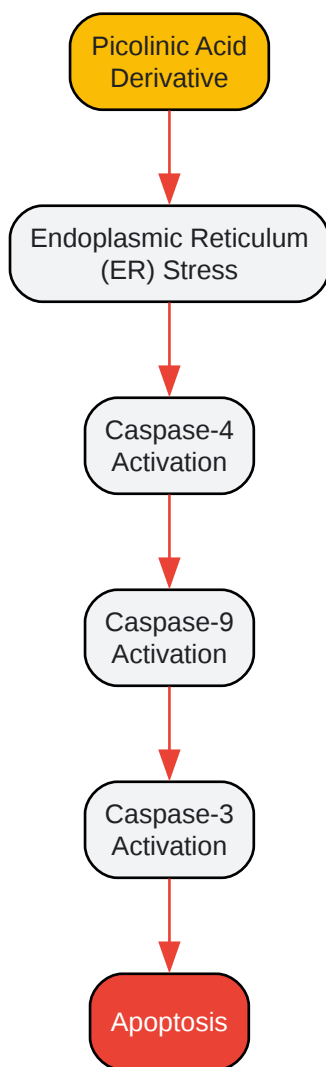 Picolinic Acid
Derivative
Endoplasmic Reticulum
(ER) Stress
Caspase-4
Activation
Caspase-9
Activation
Caspase-3
Activation
Apoptosis